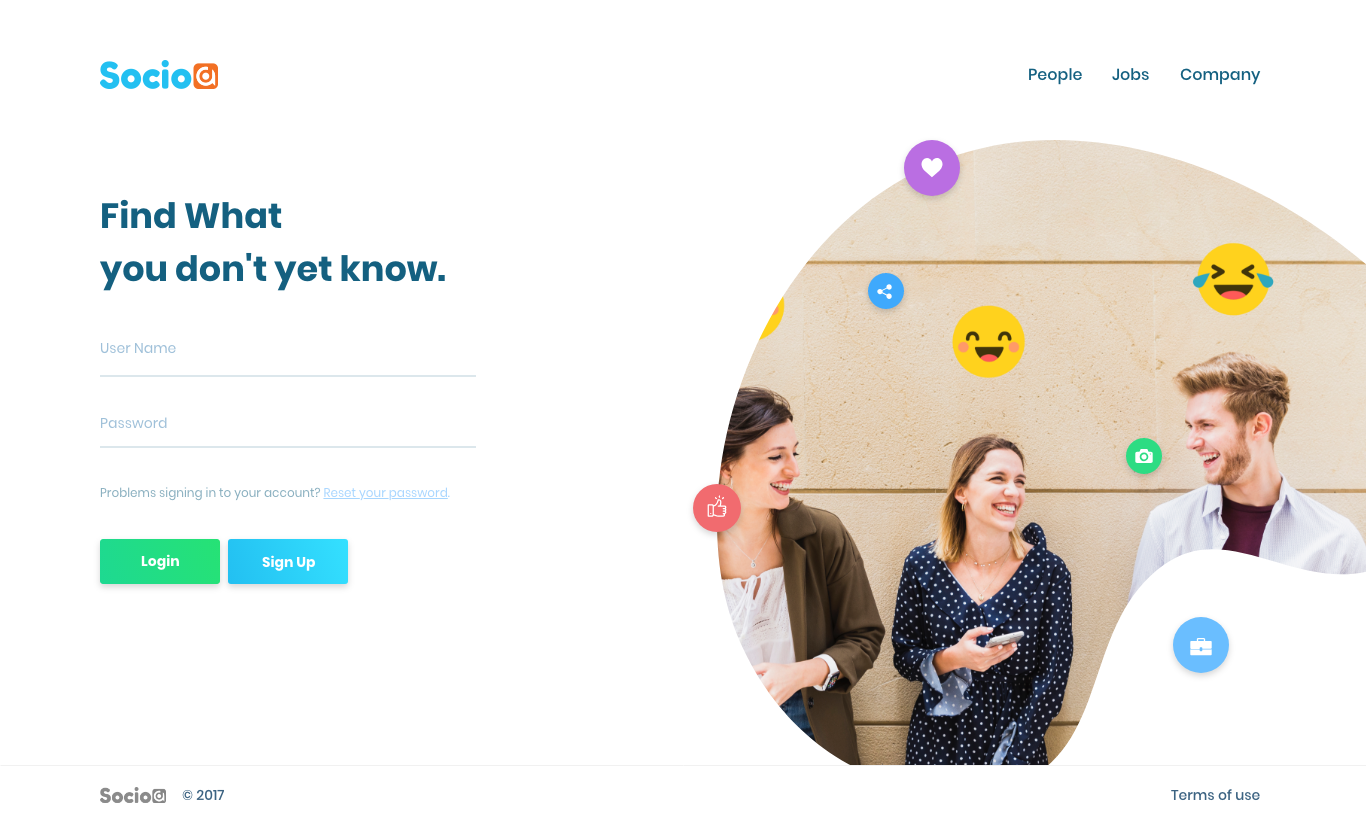 Socio a
People Jobs Company
Find What
you don't yet know.
User Name
Password
Problems signing in to your account? Reset your password.
Login Sign Up
Socio a © 2017 Terms of use